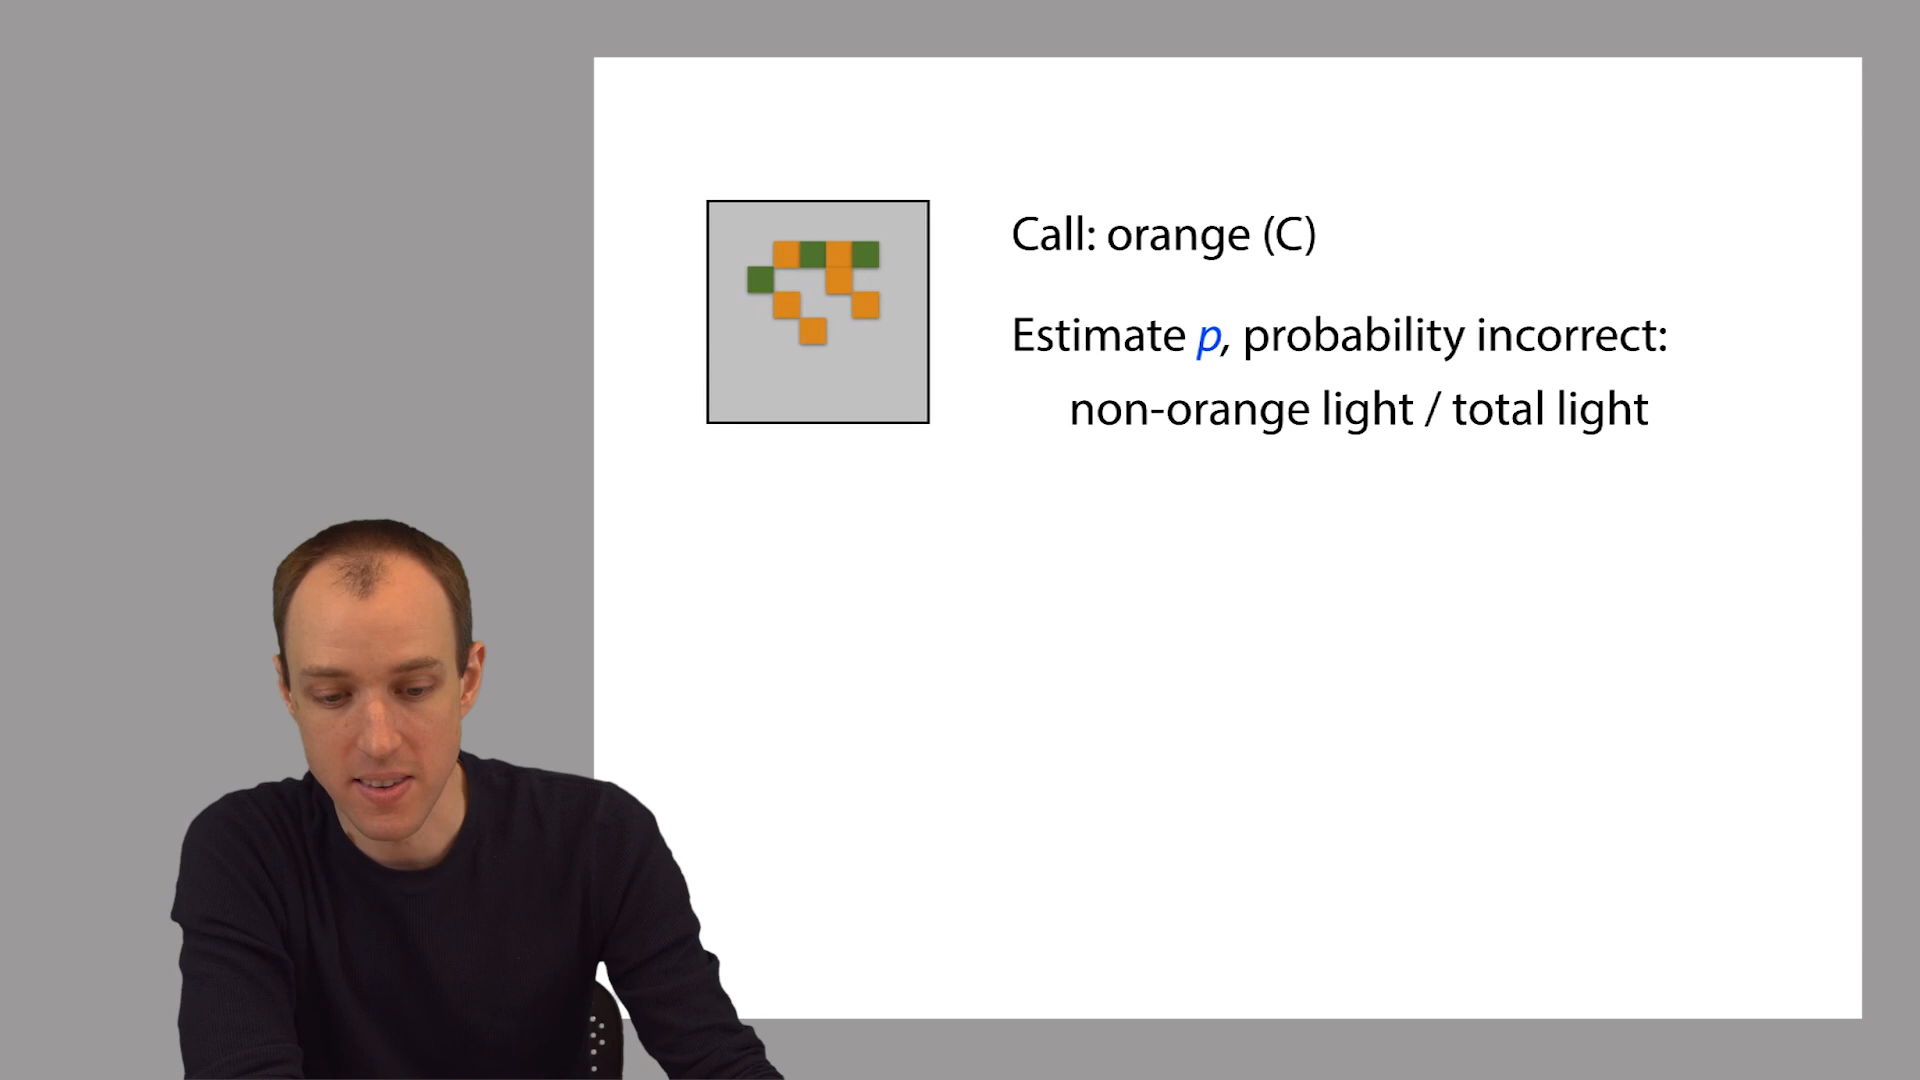 Call: orange (C)
Estimate p, probability incorrect:
non-orange light / total light